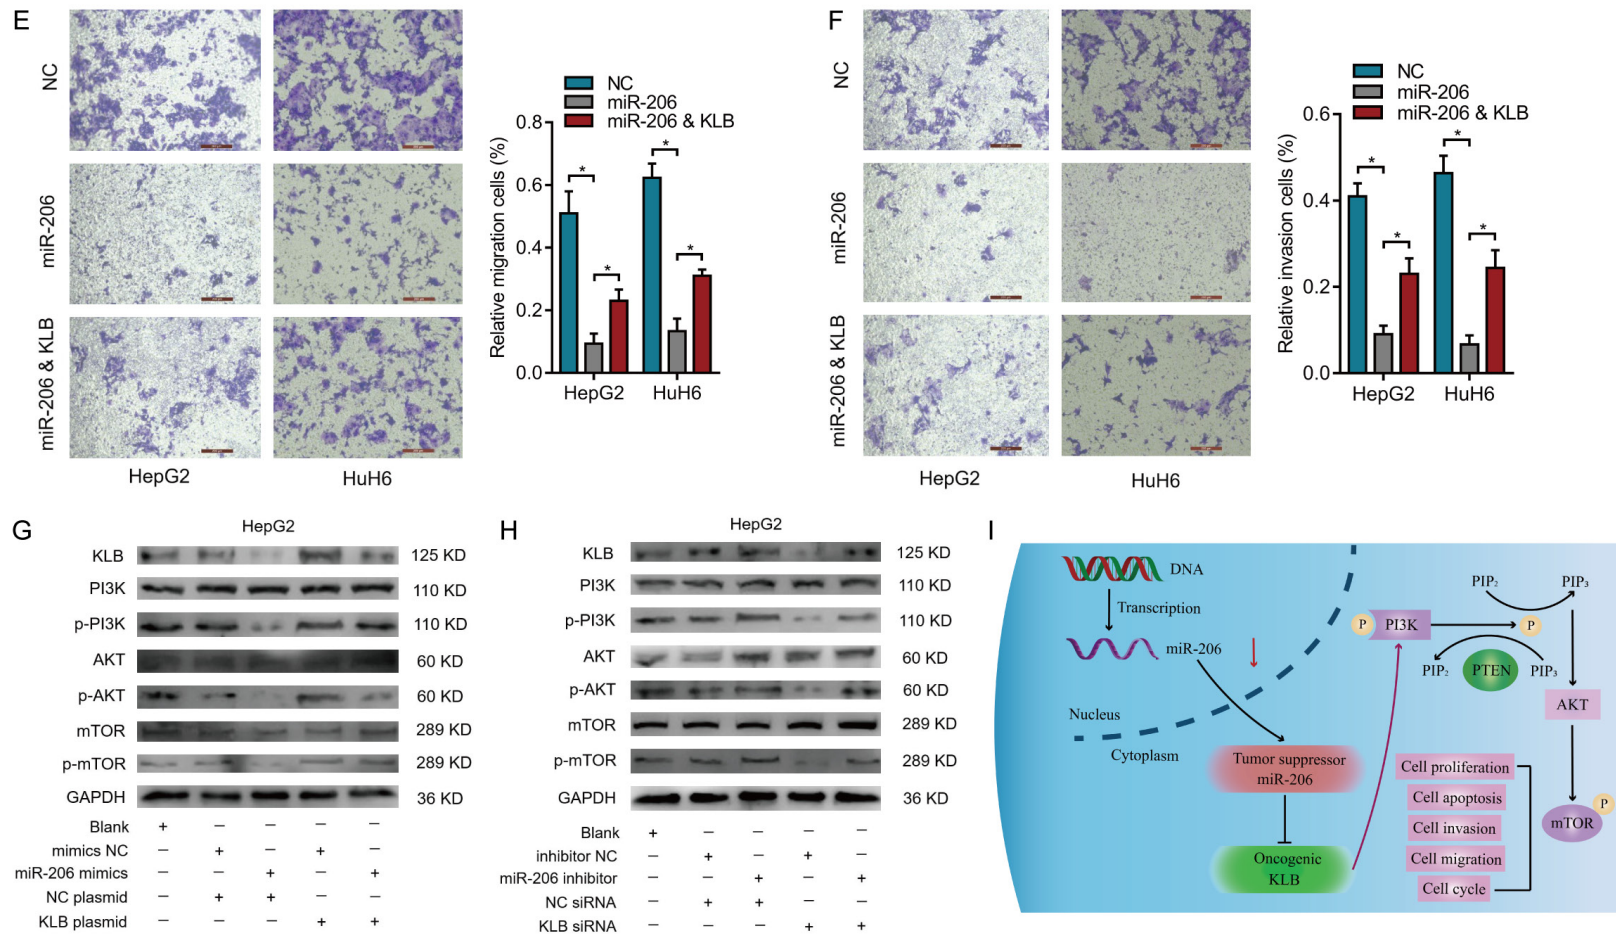 E
NC
miR-206
miR-206 & KLB
HepG2
HuH6
NC
miR-206
miR-206 & KLB
Relative migration cells (%)
0.8
0.6
0.4
0.2
0.0
* * * *
HepG2 HuH6
F
NC
miR-206
miR-206 & KLB
HepG2
HuH6
NC
miR-206
miR-206 & KLB
Relative invasion cells (%)
0.6
0.4
0.2
0.0
* * * *
HepG2 HuH6
G
HepG2
KLB 125 KD
PI3K 110 KD
p-PI3K 110 KD
AKT 60 KD
p-AKT 60 KD
mTOR 289 KD
p-mTOR 289 KD
GAPDH 36 KD
Blank + − − − −
mimics NC − + − + −
miR-206 mimics − − + − +
NC plasmid − + + − −
KLB plasmid − − − + +
H
HepG2
KLB 125 KD
PI3K 110 KD
p-PI3K 110 KD
AKT 60 KD
p-AKT 60 KD
mTOR 289 KD
p-mTOR 289 KD
GAPDH 36 KD
Blank + − − − −
inhibitor NC − + − + −
miR-206 inhibitor − − + − +
NC siRNA − + + − −
KLB siRNA − − − + +
I
DNA
Transcription
miR-206
Nucleus
Cytoplasm
Tumor suppressor
miR-206
Oncogenic
KLB
PIP₂ PIP₃
P PI3K P
PIP₂ PTEN PIP₃
AKT
P
mTOR
Cell proliferation
Cell apoptosis
Cell invasion
Cell migration
Cell cycle